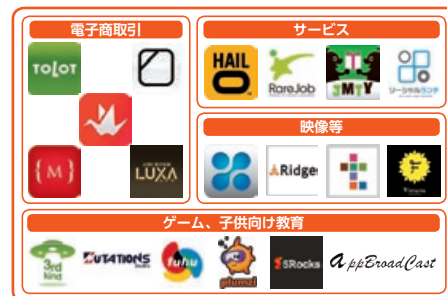 電子商取引
TOLOT
{M}
LUXA
サービス
HAIL
O
RareJob
JMTY
ソーシャルランチ
映像等
Ridge
ゲーム、子供向け教育
3rd
kind
MUTATIONS
fuhu
plumzi
5Rocks
AppBroadCast